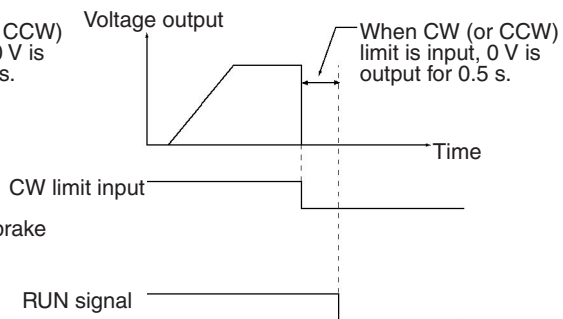 CCW)
V is
s.
Voltage output
When CW (or CCW)
limit is input, 0 V is
output for 0.5 s.
Time
CW limit input
brake
RUN signal